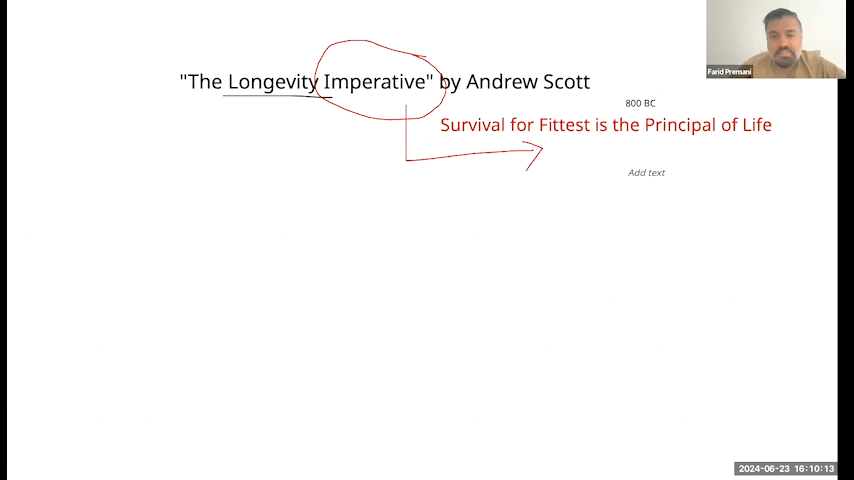 Farid Premani
"The Longevity Imperative" by Andrew Scott
800 BC
Survival for Fittest is the Principal of Life
Add text
2024-06-23 16:10:13